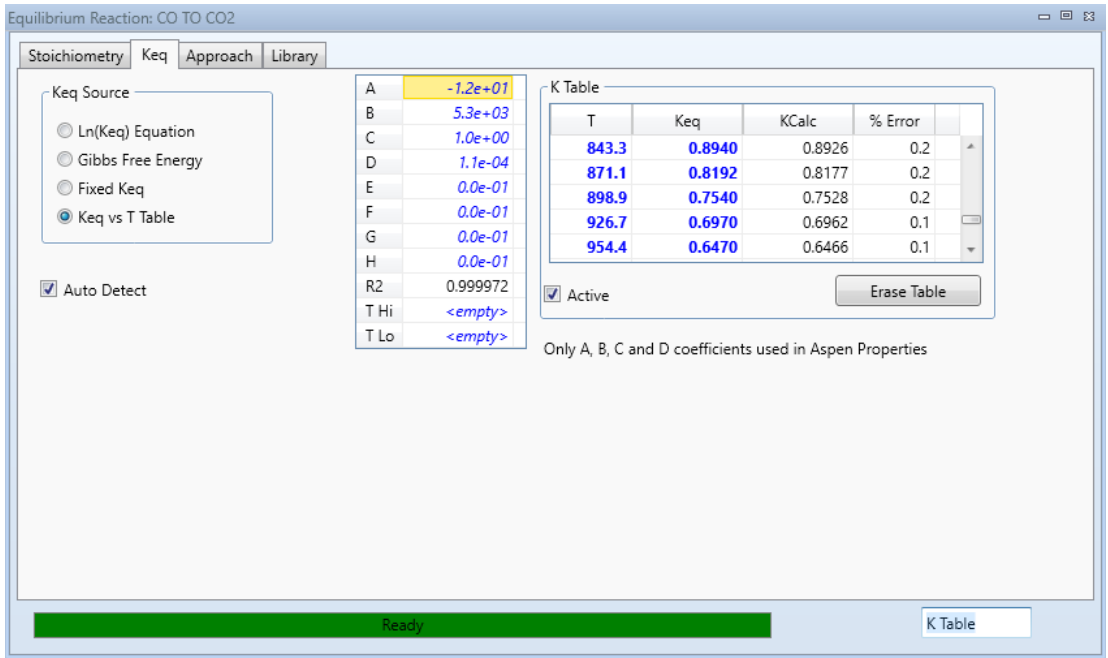 Equilibrium Reaction: CO TO CO2
Stoichiometry Keq Approach Library
Keq Source
Ln(Keq) Equation
Gibbs Free Energy
Fixed Keq
Keq vs T Table
Auto Detect
A -1.2e+01
B 5.3e+03
C 1.0e+00
D 1.1e-04
E 0.0e-01
F 0.0e-01
G 0.0e-01
H 0.0e-01
R2 0.999972
T Hi <empty>
T Lo <empty>
K Table
T Keq KCalc % Error
843.3 0.8940 0.8926 0.2
871.1 0.8192 0.8177 0.2
898.9 0.7540 0.7528 0.2
926.7 0.6970 0.6962 0.1
954.4 0.6470 0.6466 0.1
Active Erase Table
Only A, B, C and D coefficients used in Aspen Properties
Ready K Table